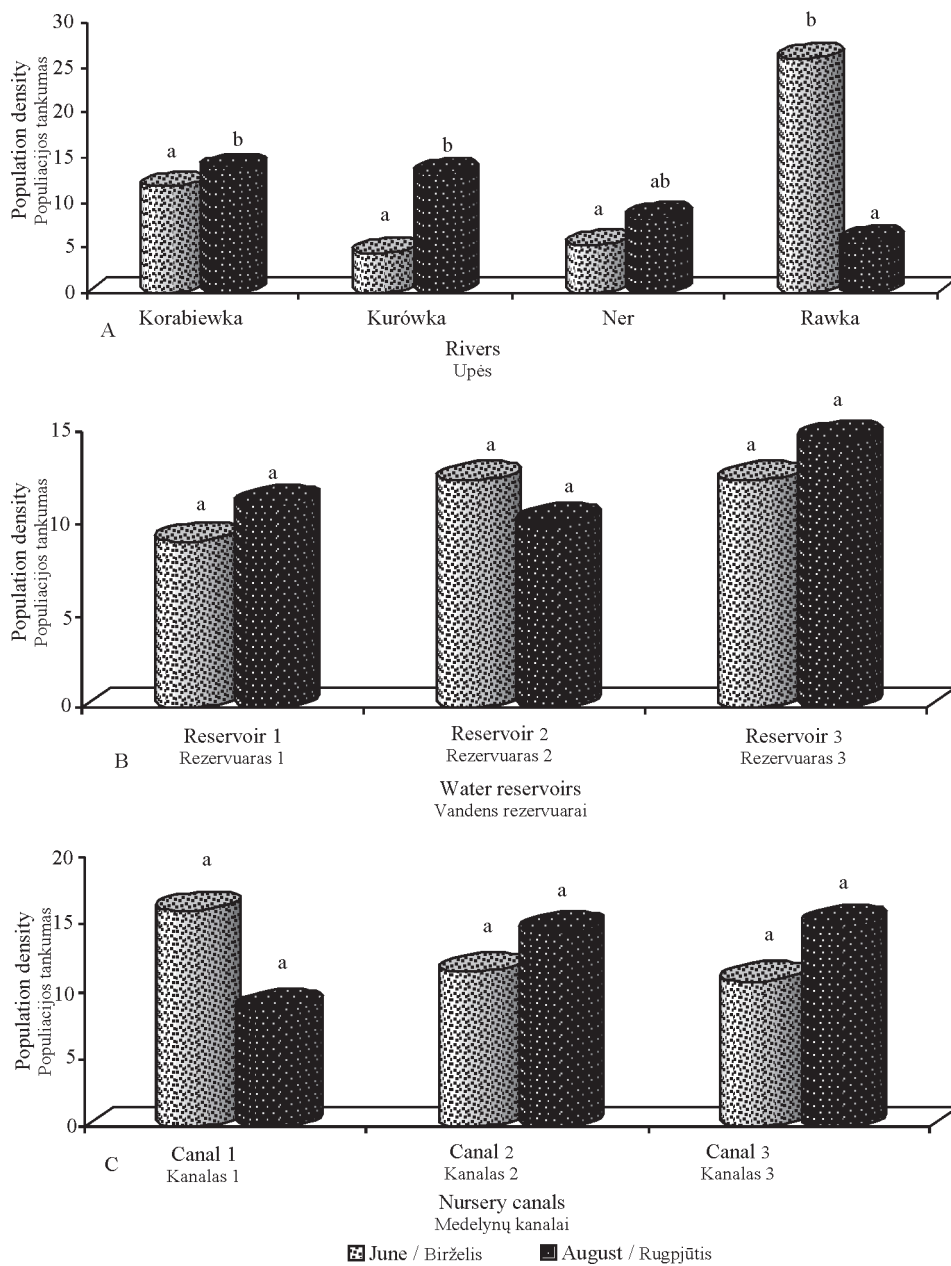 30
25
20
15
10
5
0
Population density
Populiacijos tankumas
a b a b a ab b a
Korabiewka Kurówka Ner Rawka
A
Rivers
Upės
15
10
5
0
Population density
Populiacijos tankumas
a a a a a a
Reservoir 1 Reservoir 2 Reservoir 3
Rezervuaras 1 Rezervuaras 2 Rezervuaras 3
B
Water reservoirs
Vandens rezervuarai
20
15
10
5
0
Population density
Populiacijos tankumas
a a a a a a
Canal 1 Canal 2 Canal 3
Kanalas 1 Kanalas 2 Kanalas 3
C
Nursery canals
Medelynų kanalai
June / Birželis August / Rugpjūtis